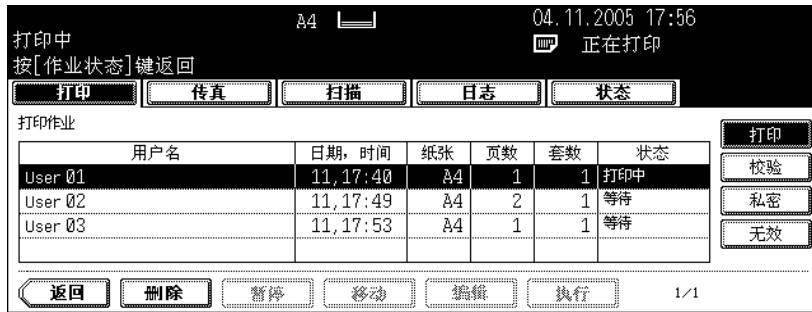 A4 04.11.2005 17:56
打印中 正在打印
按[作业状态]键返回
打印 传真 扫描 日志 状态
打印作业 打印
用户名 日期，时间 纸张 页数 套数 状态
校验
User 01 11,17:40 A4 1 1 打印中
User 02 11,17:49 A4 2 1 等待 私密
User 03 11,17:53 A4 1 1 等待
无效
返回 删除 暂停 移动 编辑 执行 1/1